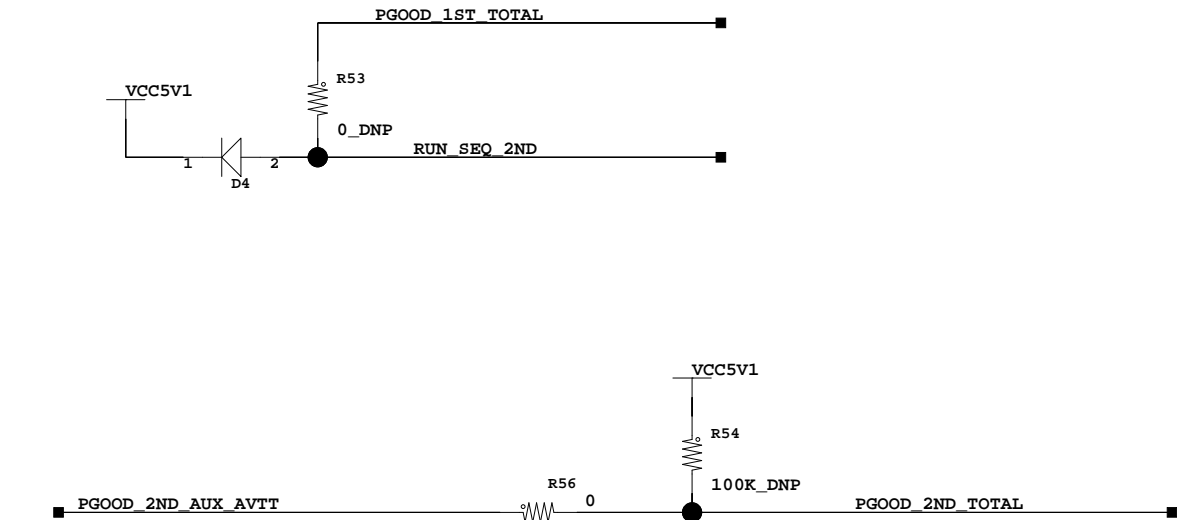 PGOOD_1ST_TOTAL
R53
VCC5V1
0_DNP
RUN_SEQ_2ND
1 2
D4
VCC5V1
R54
R56
100K_DNP
PGOOD_2ND_AUX_AVTT 0 PGOOD_2ND_TOTAL